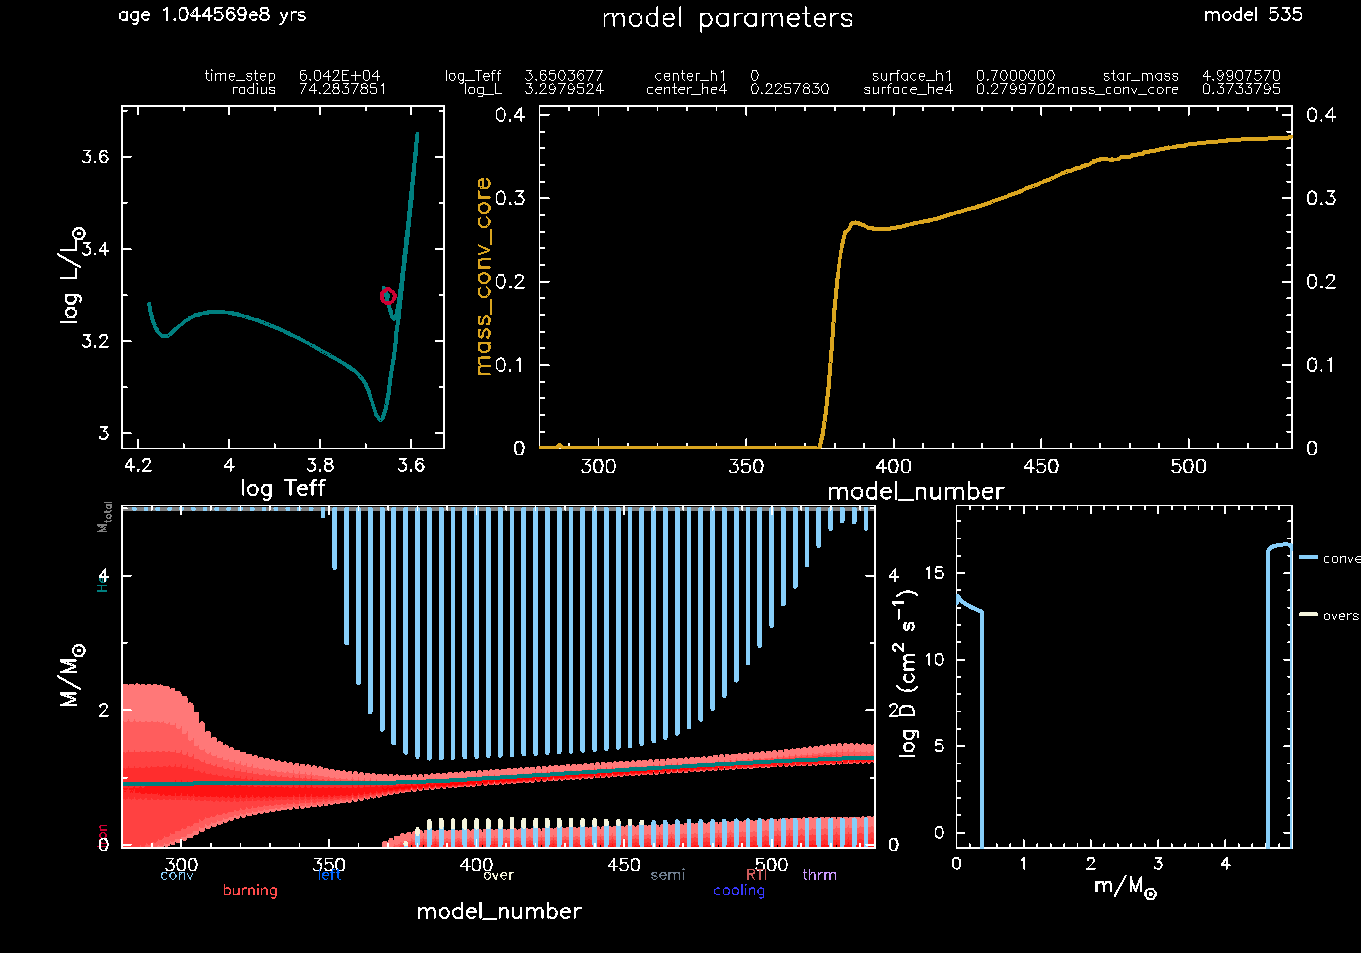 age 1.044569e8 yrs
model parameters
model 535
time_step 6.042E+04 log_Teff 3.6503677 center_h1 0 surface_h1 0.7000000 star_mass 4.9907570
radius 74.2837851 log_L 3.2979524 center_he4 0.2257830 surface_he4 0.2799702 mass_conv_core 0.3733795
log L/L⊙
3.6
3.4
3.2
3
4.2 4 3.8 3.6
log Teff
mass_conv_core
0.4 0.4
0.3 0.3
0.2 0.2
0.1 0.1
0 0
300 350 400 450 500
model_number
M/M⊙
Mtotal
He
4 4
2 2
0 0
300 350 400 450 500
conv left over semi RTI thrm
burning cooling
model_number
log D (cm² s⁻¹)
15
10
5
0
0 1 2 3 4
m/M⊙
conve
overs